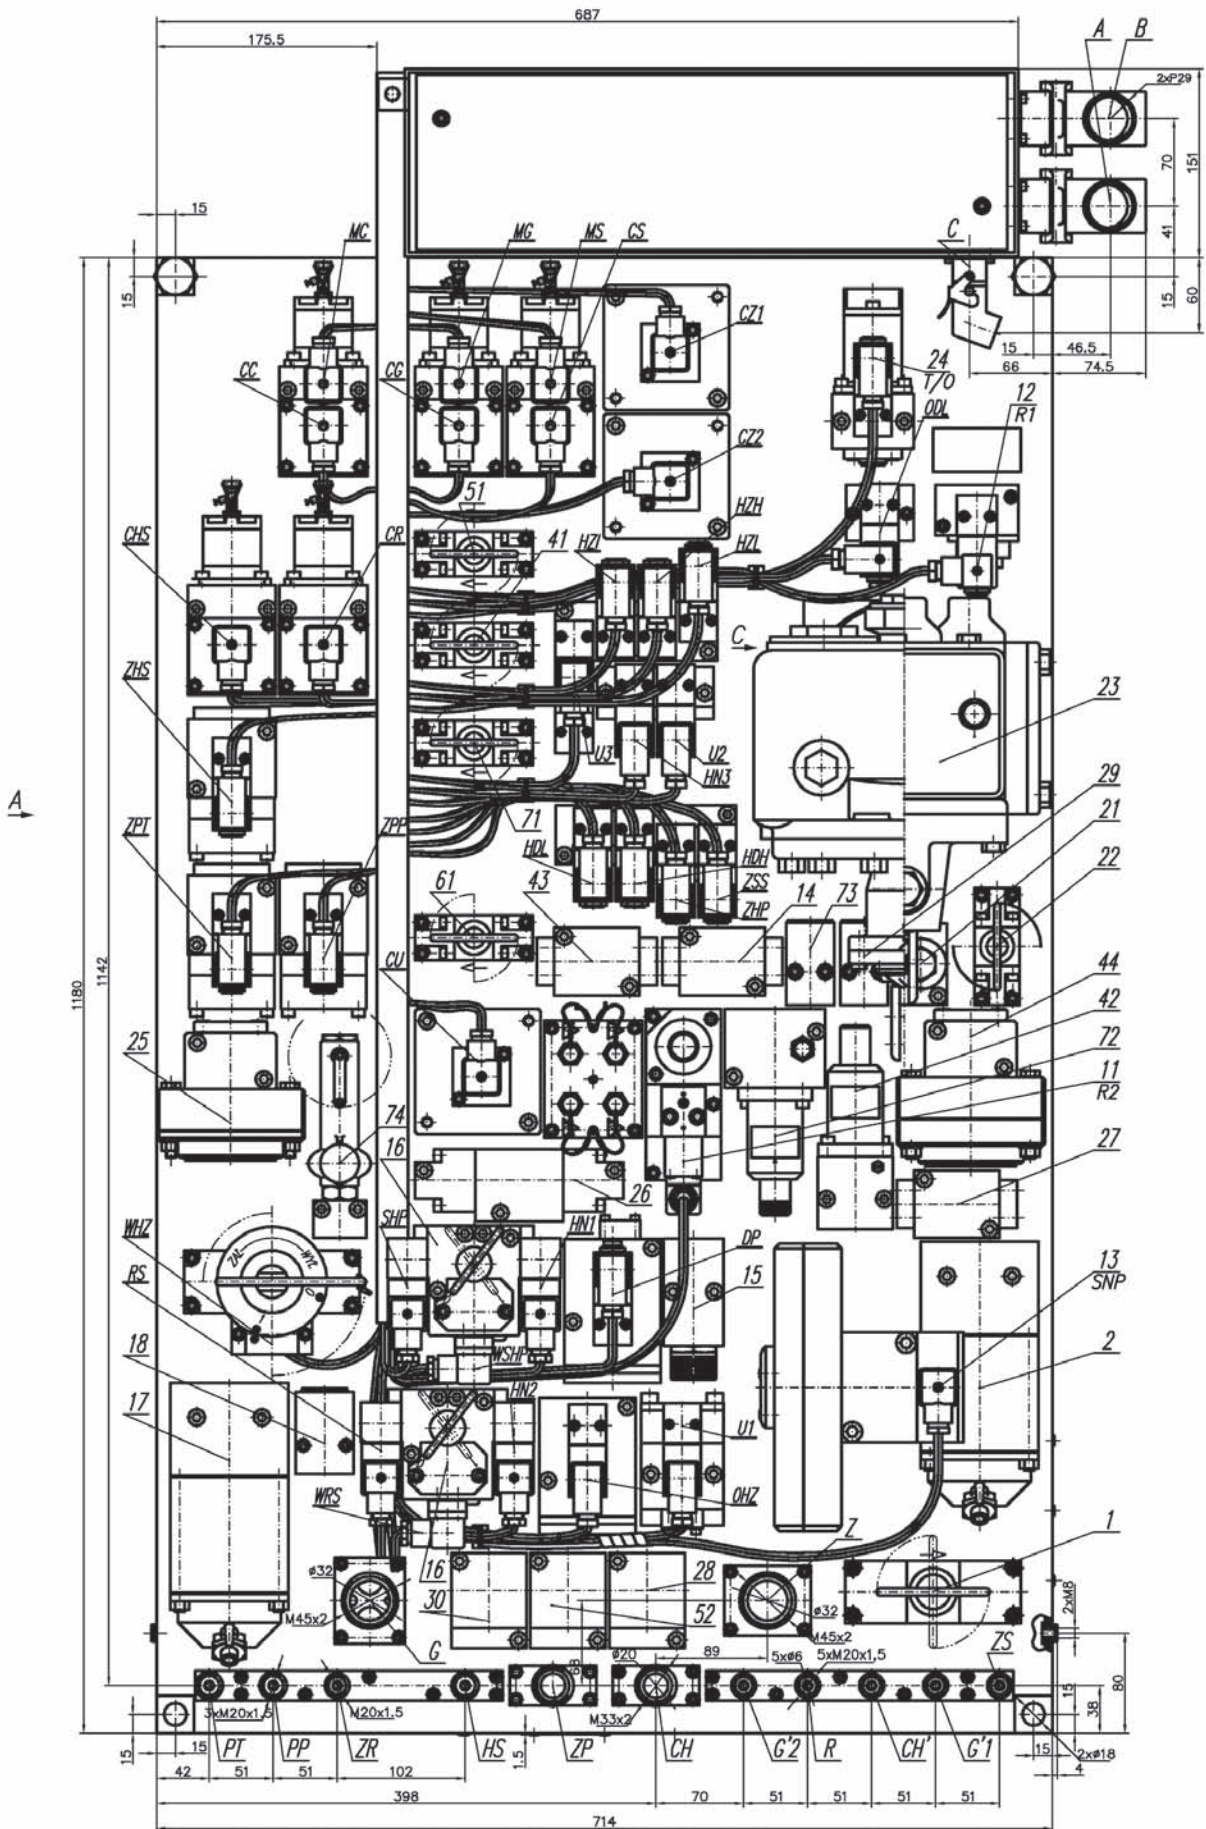 687
175.5
A
B
2xP29
151
70
41
15
MC
MG
MS
CS
C
15
60
15
CZ1
24
T/O
15
46.5
66
74.5
CC
CG
ODL
12
R1
CZ2
51
HZH
CHS
CR
HZI
41
HZL
ZHS
C
23
U3
U2
HN3
29
A
ZPT
ZPP
71
21
HDL
HDH
22
61
43
ZSS
ZHP
14
73
1180
1142
CU
44
42
25
72
11
R2
74
16
27
26
SHP
HN1
WHZ
DP
ZAŁ
WYŁ
RS
15
13
SNP
18
WSHP
2
HN2
17
U1
OHZ
WRS
Z
1
16
28
2xM8
ø32
30
52
ø32
M45x2
M45x2
G
89
68
ø20
5xø6
5xM20x1,5
ZS
80
15
38
3xM20x1,5
M20x1.5
M33x2
15
15
PT
PP
ZR
HS
1.5
ZP
CH
G'2
R
CH'
G'1
15
2xø18
4
42
51
51
102
398
70
51
51
51
51
714